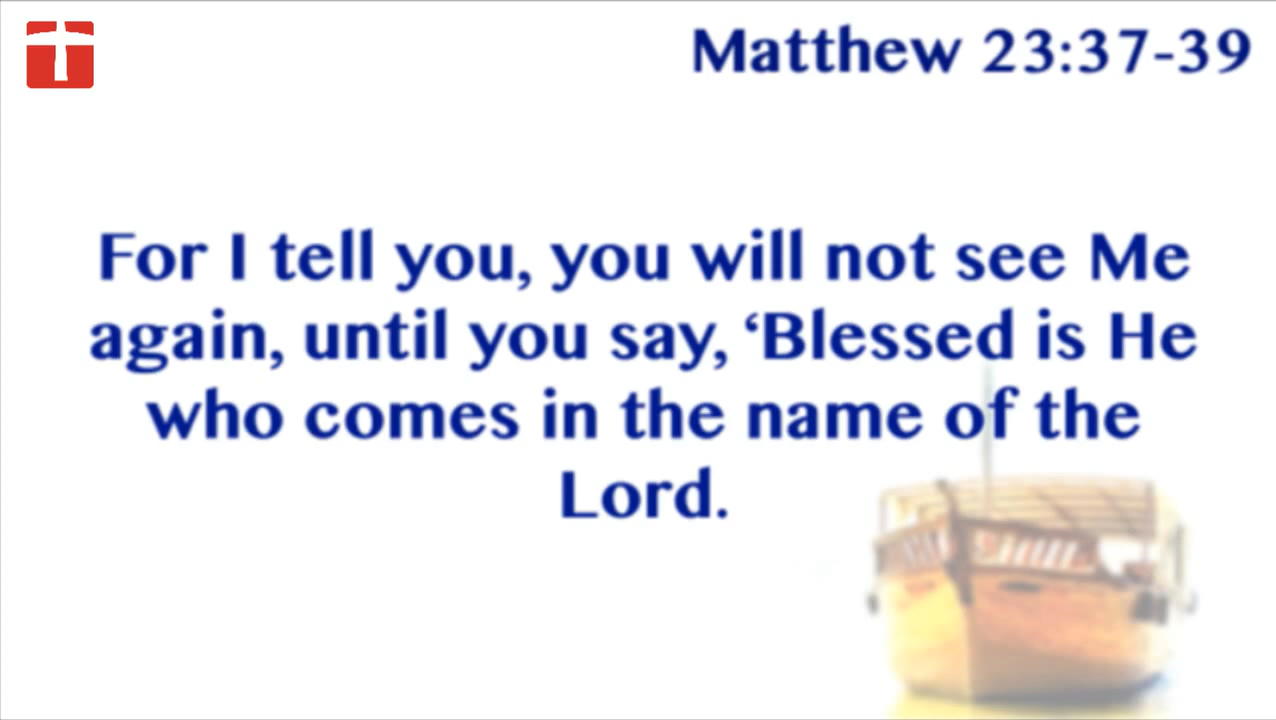 Matthew 23:37-39
For I tell you, you will not see Me
again, until you say, ‘Blessed is He
who comes in the name of the
Lord.